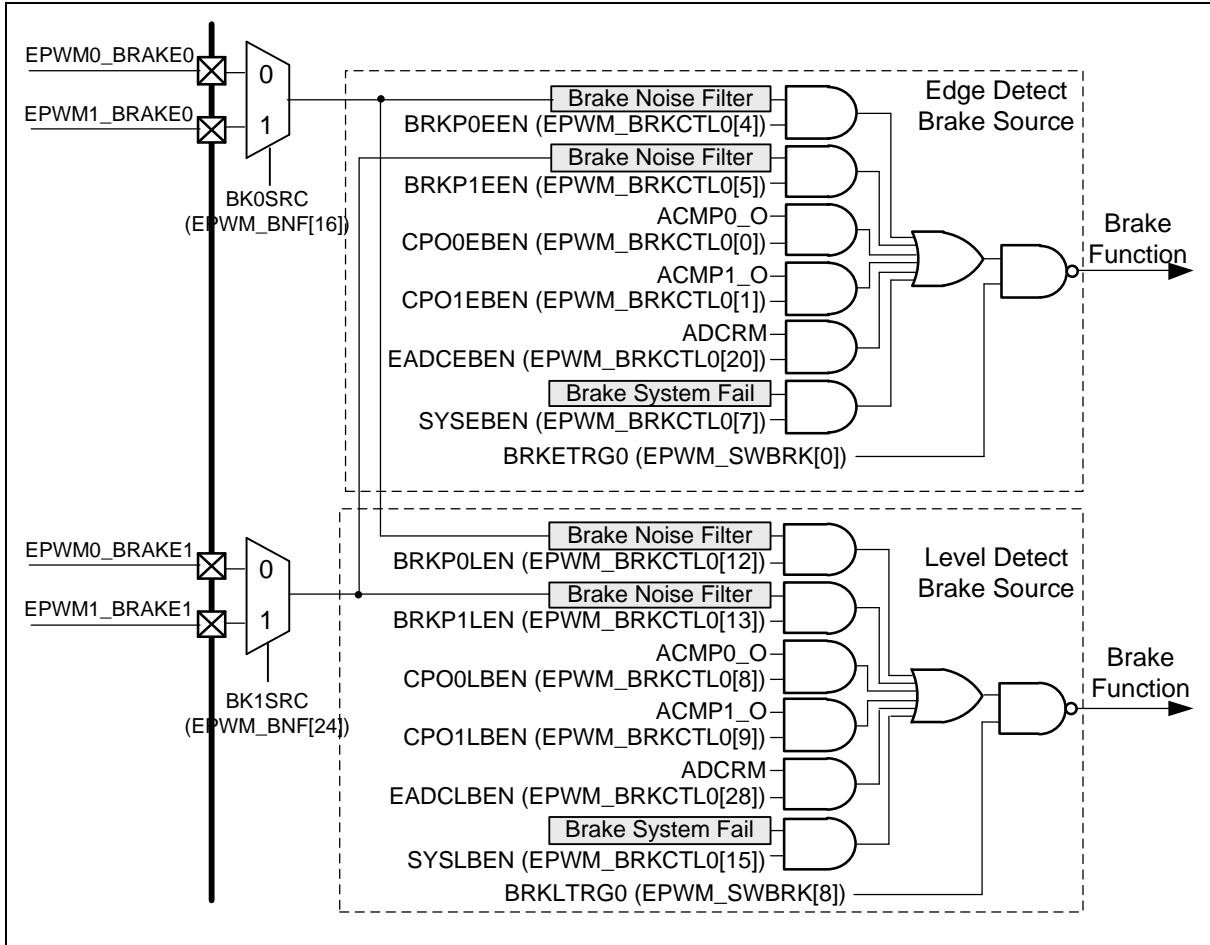 EPWM0_BRAKE0
0
EPWM1_BRAKE0
1
BK0SRC
(EPWM_BNF[16])
Edge Detect
Brake Source
Brake Noise Filter
BRKP0EEN (EPWM_BRKCTL0[4])
Brake Noise Filter
BRKP1EEN (EPWM_BRKCTL0[5])
ACMP0_O
CPO0EBEN (EPWM_BRKCTL0[0])
ACMP1_O
CPO1EBEN (EPWM_BRKCTL0[1])
ADCRM
EADCEBEN (EPWM_BRKCTL0[20])
Brake System Fail
SYSEBEN (EPWM_BRKCTL0[7])
BRKETRG0 (EPWM_SWBRK[0])
Brake
Function
EPWM0_BRAKE1
0
EPWM1_BRAKE1
1
BK1SRC
(EPWM_BNF[24])
Level Detect
Brake Source
Brake Noise Filter
BRKP0LEN (EPWM_BRKCTL0[12])
Brake Noise Filter
BRKP1LEN (EPWM_BRKCTL0[13])
ACMP0_O
CPO0LBEN (EPWM_BRKCTL0[8])
ACMP1_O
CPO1LBEN (EPWM_BRKCTL0[9])
ADCRM
EADCLBEN (EPWM_BRKCTL0[28])
Brake System Fail
SYSLBEN (EPWM_BRKCTL0[15])
BRKLTRG0 (EPWM_SWBRK[8])
Brake
Function